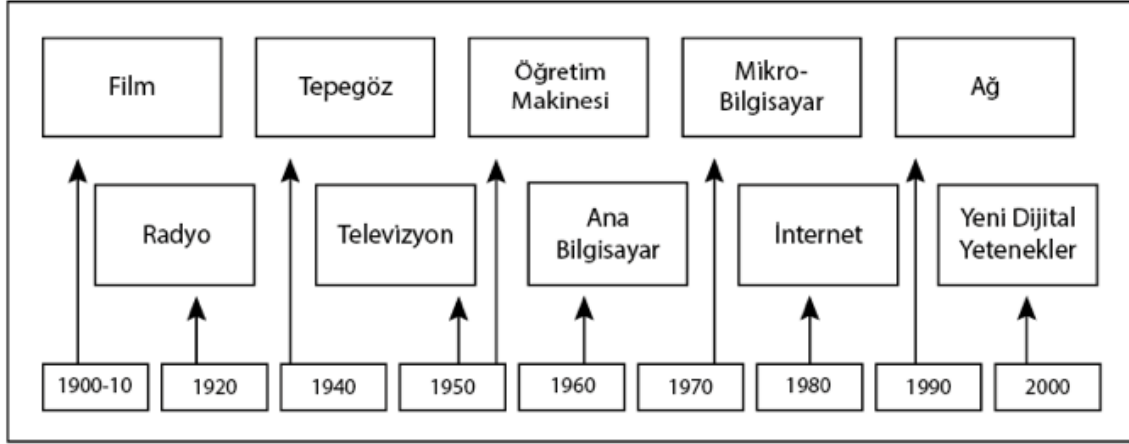 Film
Tepegöz
Öğretim
Makinesi
Mikro-
Bilgisayar
Ağ
Radyo
Televizyon
Ana
Bilgisayar
İnternet
Yeni Dijital
Yetenekler
1900-10
1920
1940
1950
1960
1970
1980
1990
2000